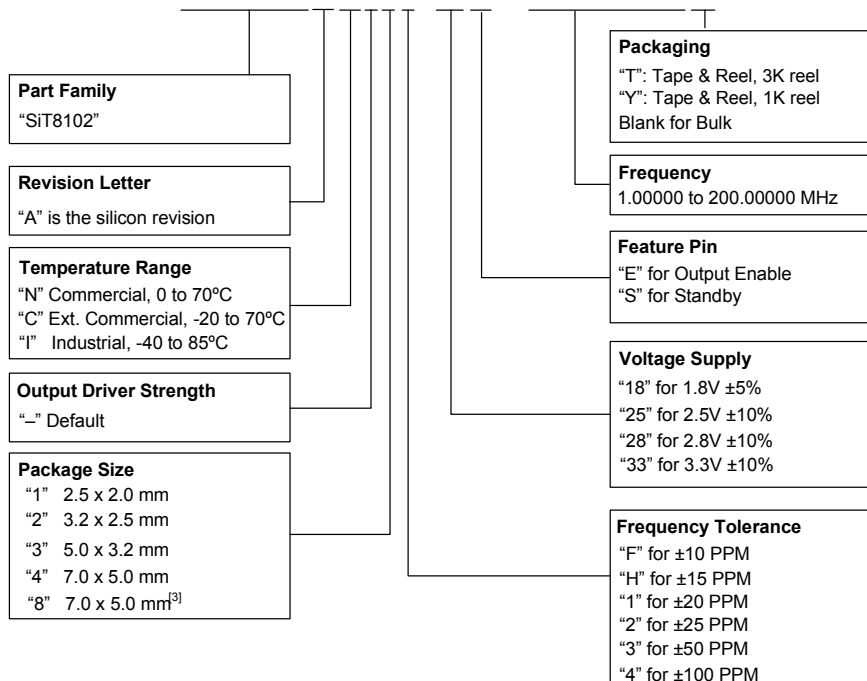 Part Family
“SiT8102”
Revision Letter
“A” is the silicon revision
Temperature Range
“N” Commercial, 0 to 70ºC
“C” Ext. Commercial, -20 to 70ºC
“I” Industrial, -40 to 85ºC
Output Driver Strength
“–” Default
Package Size
“1” 2.5 x 2.0 mm
“2” 3.2 x 2.5 mm
“3” 5.0 x 3.2 mm
“4” 7.0 x 5.0 mm
“8” 7.0 x 5.0 mm[3]
Packaging
“T”: Tape & Reel, 3K reel
“Y”: Tape & Reel, 1K reel
Blank for Bulk
Frequency
1.00000 to 200.00000 MHz
Feature Pin
“E” for Output Enable
“S” for Standby
Voltage Supply
“18” for 1.8V ±5%
“25” for 2.5V ±10%
“28” for 2.8V ±10%
“33” for 3.3V ±10%
Frequency Tolerance
“F” for ±10 PPM
“H” for ±15 PPM
“1” for ±20 PPM
“2” for ±25 PPM
“3” for ±50 PPM
“4” for ±100 PPM